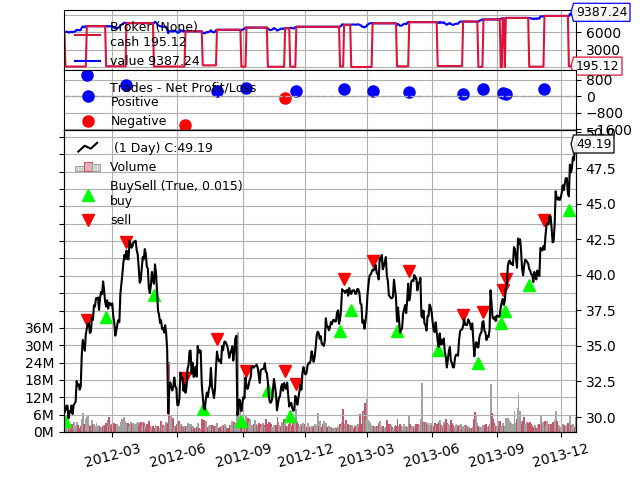 Broker (None)
cash 195.12
value 9387.24
9387.24
6000
3000
195.12
Trades - Net Profit/Loss
Positive
Negative
800
0
−800
−1600
(1 Day) C:49.19
Volume
BuySell (True, 0.015)
buy
sell
49.19
47.5
45.0
42.5
40.0
37.5
35.0
32.5
30.0
36M
30M
24M
18M
12M
6M
0M
2012-03
2012-06
2012-09
2012-12
2013-03
2013-06
2013-09
2013-12